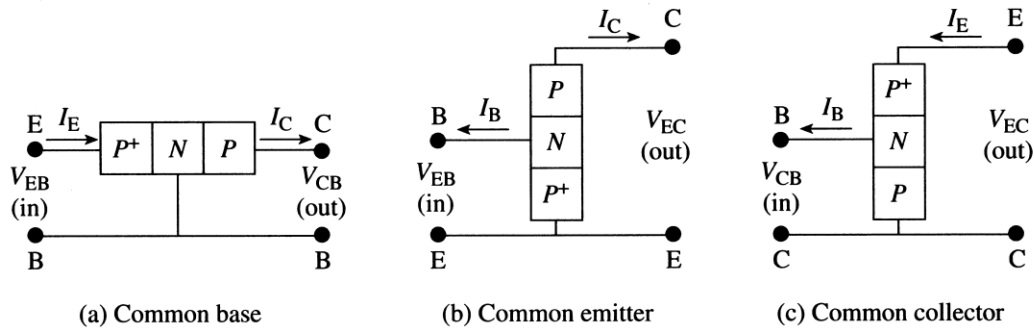 E
I_E
P⁺
N
P
I_C
C
V_EB
(in)
V_CB
(out)
B
B
(a) Common base
I_C
C
P
B
I_B
N
V_EC
(out)
V_EB
(in)
P⁺
E
E
(b) Common emitter
I_E
E
P⁺
B
I_B
N
V_EC
(out)
V_CB
(in)
P
C
C
(c) Common collector